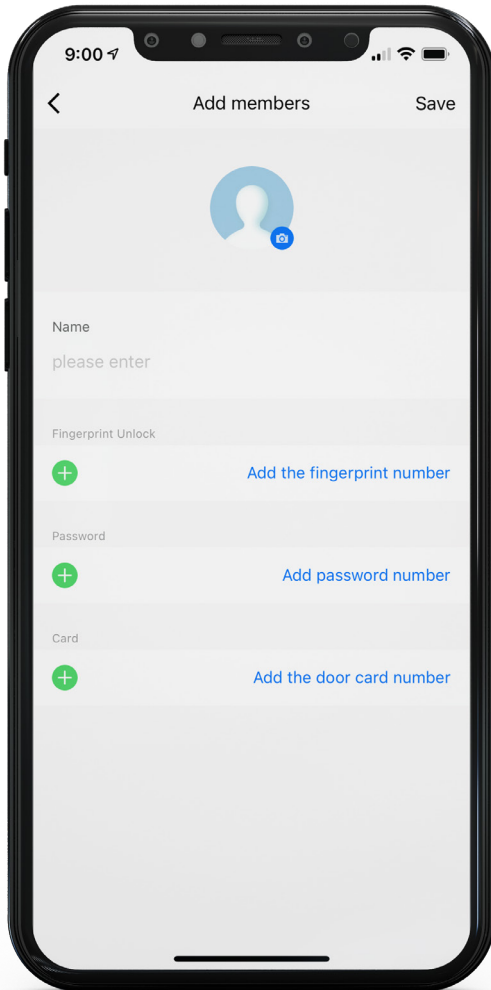 9:00
Add members
Save
Name
please enter
Fingerprint Unlock
Add the fingerprint number
Password
Add password number
Card
Add the door card number